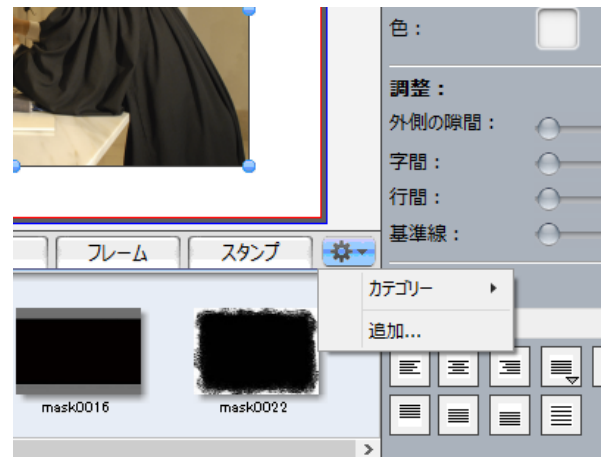 色：
調整：
外側の隙間：
字間：
行間：
基準線：
フレーム
スタンプ
カテゴリー
追加...
mask0016
mask0022